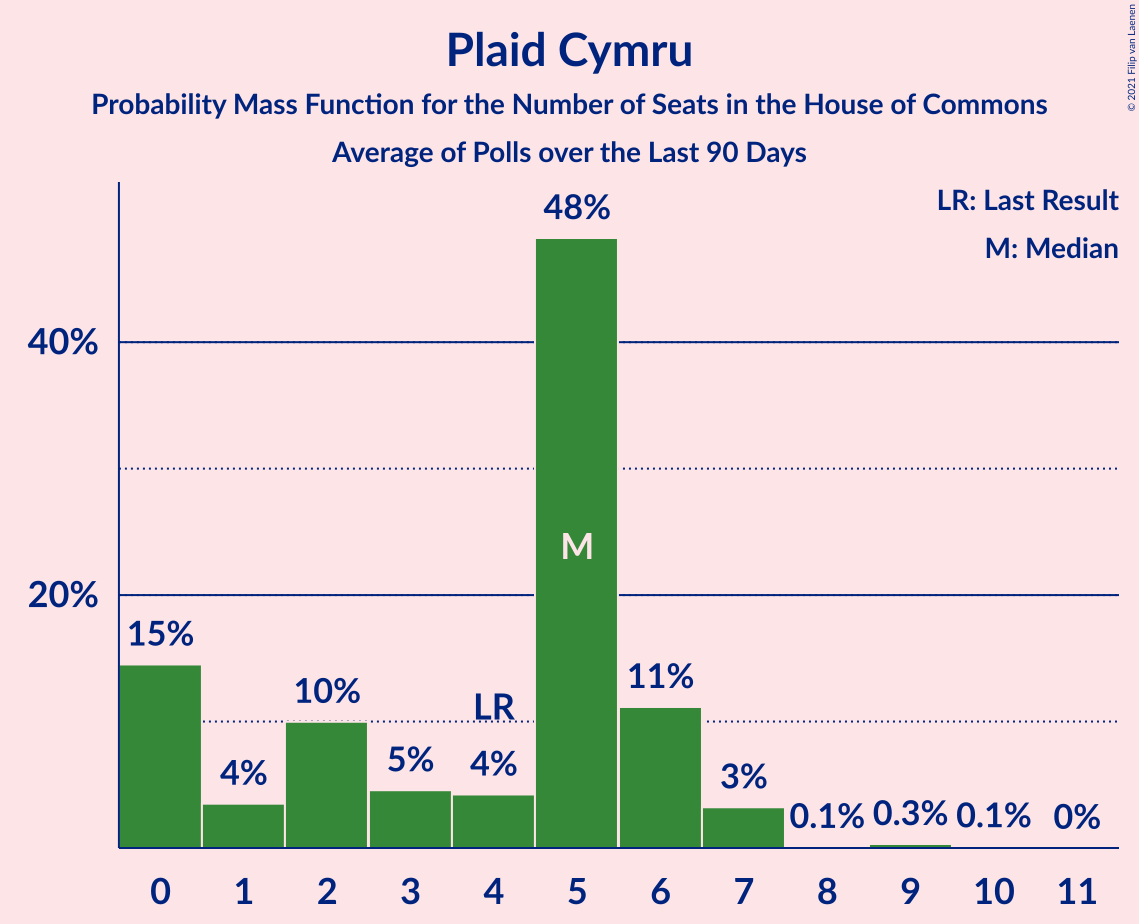 Plaid Cymru
Probability Mass Function for the Number of Seats in the House of Commons
Average of Polls over the Last 90 Days
© 2021 Filip van Laenen
LR: Last Result
M: Median
48%
40%
M
20%
15%
11%
10%
LR
5%
4%
4%
3%
0.1%
0.3%
0.1%
0%
0 1 2 3 4 5 6 7 8 9 10 11